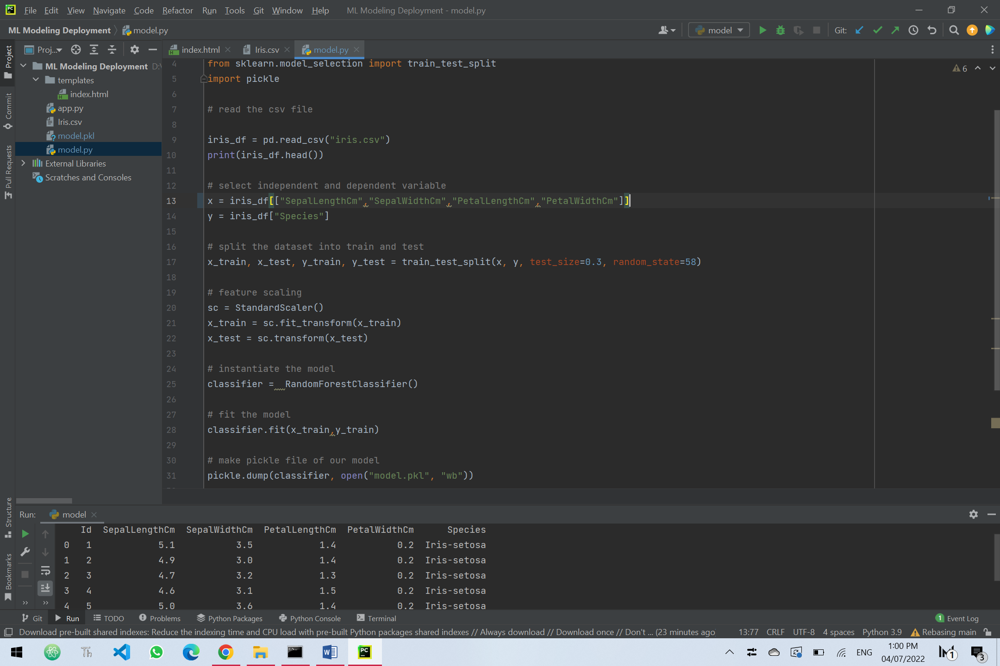 PC File Edit View Navigate Code Refactor Run Tools Git Window Help ML Modeling Deployment - model.py
ML Modeling Deployment model.py model Git:
Project
Commit
Pull Requests
Structure
Bookmarks
Proj... index.html Iris.csv model.py
ML Modeling Deployment D:\
templates
index.html
app.py
Iris.csv
model.pkl
model.py
External Libraries
Scratches and Consoles
6
4 from sklearn.model_selection import train_test_split
5 import pickle
6
7 # read the csv file
8
9 iris_df = pd.read_csv("iris.csv")
10 print(iris_df.head())
11
12 # select independent and dependent variable
13 x = iris_df[["SepalLengthCm","SepalWidthCm","PetalLengthCm","PetalWidthCm"]]
14 y = iris_df["Species"]
15
16 # split the dataset into train and test
17 x_train, x_test, y_train, y_test = train_test_split(x, y, test_size=0.3, random_state=58)
18
19 # feature scaling
20 sc = StandardScaler()
21 x_train = sc.fit_transform(x_train)
22 x_test = sc.transform(x_test)
23
24 # instantiate the model
25 classifier =  RandomForestClassifier()
26
27 # fit the model
28 classifier.fit(x_train,y_train)
29
30 # make pickle file of our model
31 pickle.dump(classifier, open("model.pkl", "wb"))
Run: model
Id SepalLengthCm SepalWidthCm PetalLengthCm PetalWidthCm Species
0 1 5.1 3.5 1.4 0.2 Iris-setosa
1 2 4.9 3.0 1.4 0.2 Iris-setosa
2 3 4.7 3.2 1.3 0.2 Iris-setosa
3 4 4.6 3.1 1.5 0.2 Iris-setosa
4 5 5.0 3.6 1.4 0.2 Iris-setosa
Git Run TODO Problems Python Packages Python Console Terminal 1 Event Log
Download pre-built shared indexes: Reduce the indexing time and CPU load with pre-built Python packages shared indexes // Always download // Download once // Don't ... (23 minutes ago) 13:77 CRLF UTF-8 4 spaces Python 3.9 Rebasing main
Th PC ENG 1:00 PM 1 3
04/07/2022